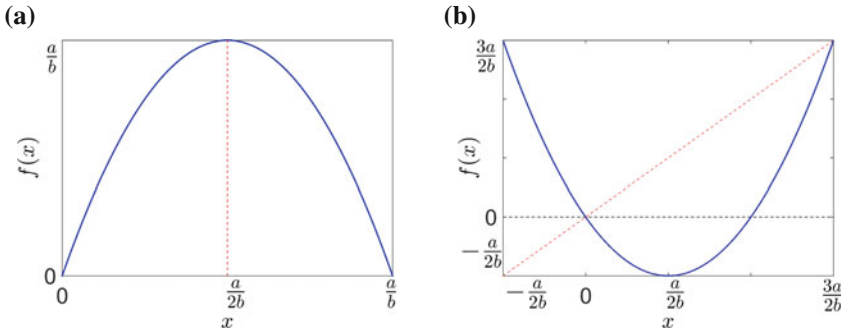 (a)
a/b
f(x)
0
0
a/2b
a/b
x
(b)
3a/2b
f(x)
0
−a/2b
−a/2b
0
a/2b
3a/2b
x